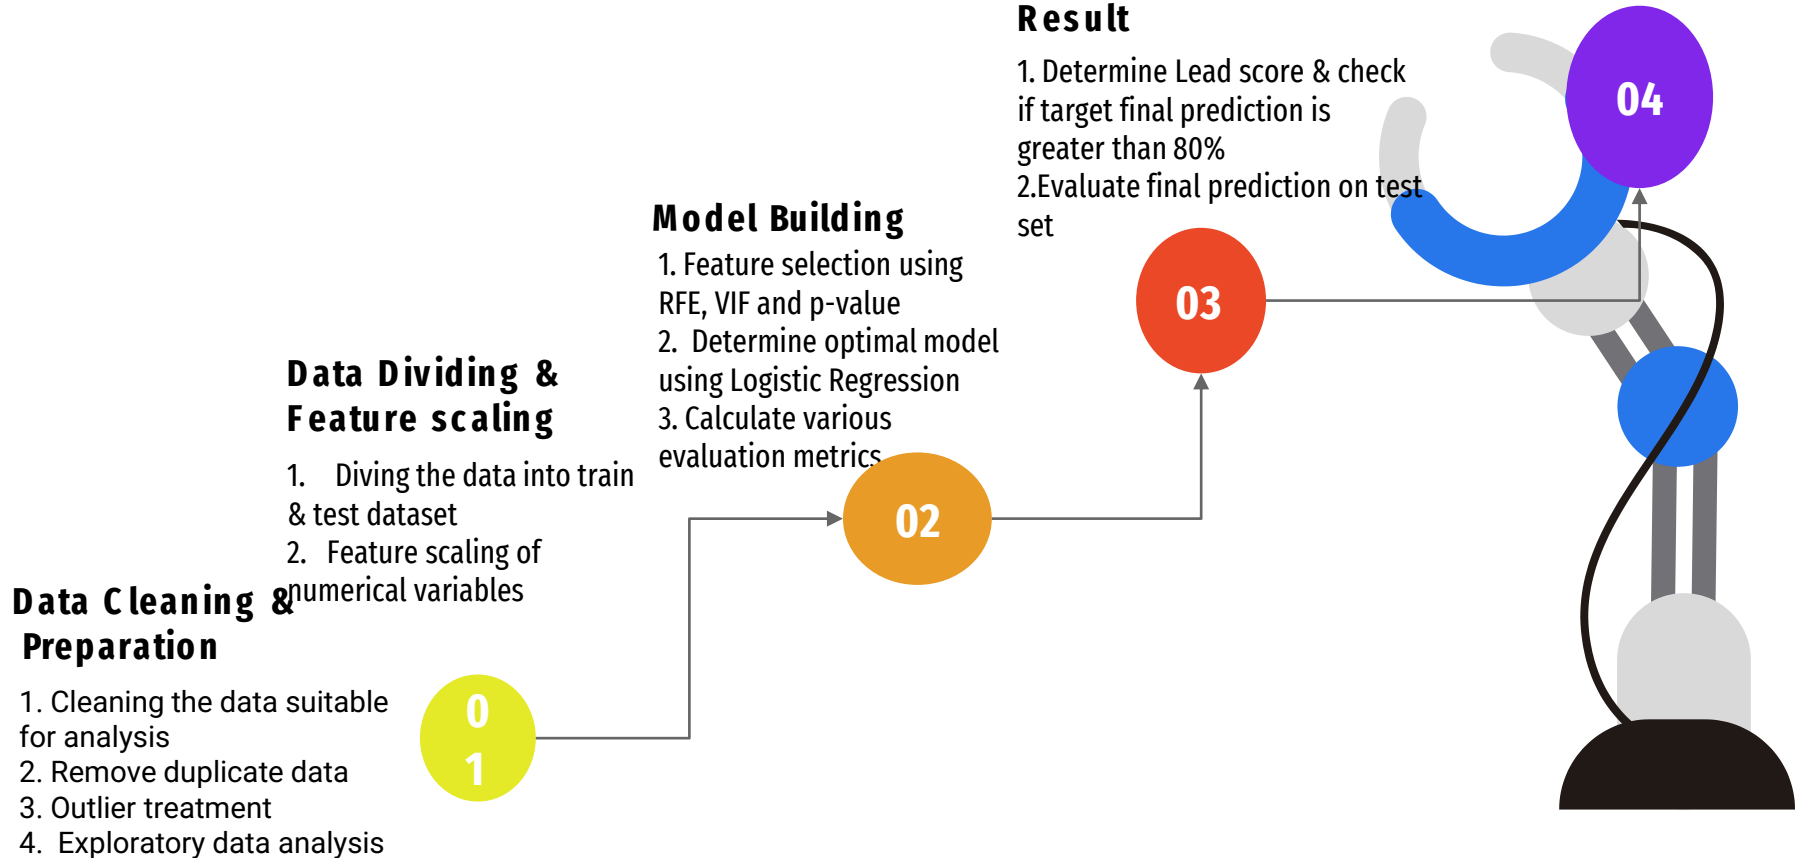 Data Cleaning &
Preparation
1. Cleaning the data suitable
for analysis
2. Remove duplicate data
3. Outlier treatment
4. Exploratory data analysis
0
1
Data Dividing &
Feature scaling
1. Diving the data into train
& test dataset
2. Feature scaling of
numerical variables
02
Model Building
1. Feature selection using
RFE, VIF and p-value
2. Determine optimal model
using Logistic Regression
3. Calculate various
evaluation metrics
03
Result
1. Determine Lead score & check
if target final prediction is
greater than 80%
2.Evaluate final prediction on test
set
04